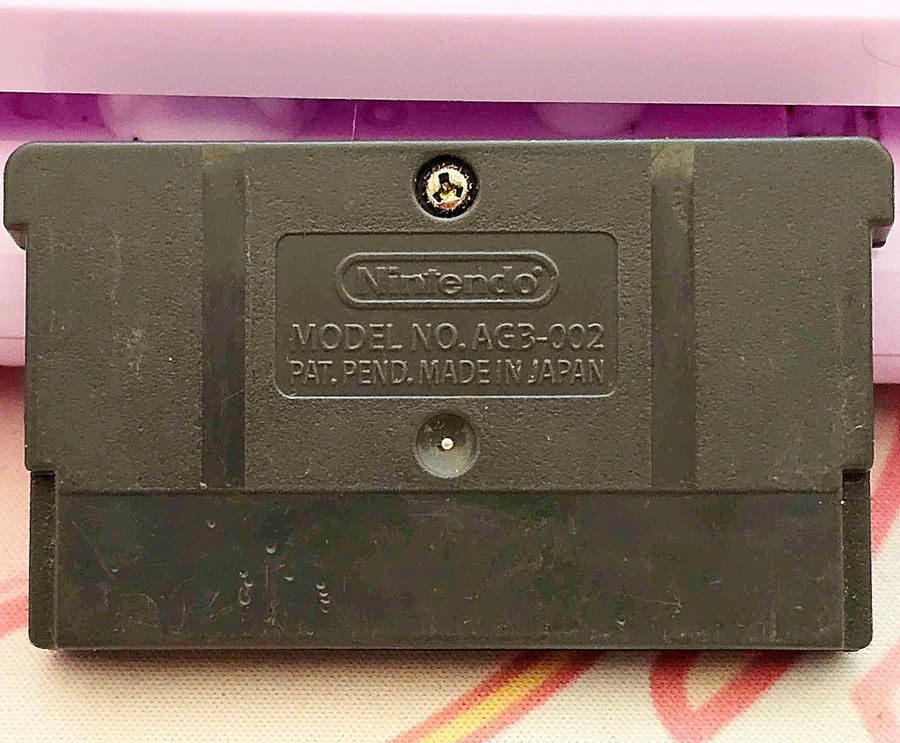 Nintendo®
MODEL NO. AGB-002
PAT. PEND. MADE IN JAPAN